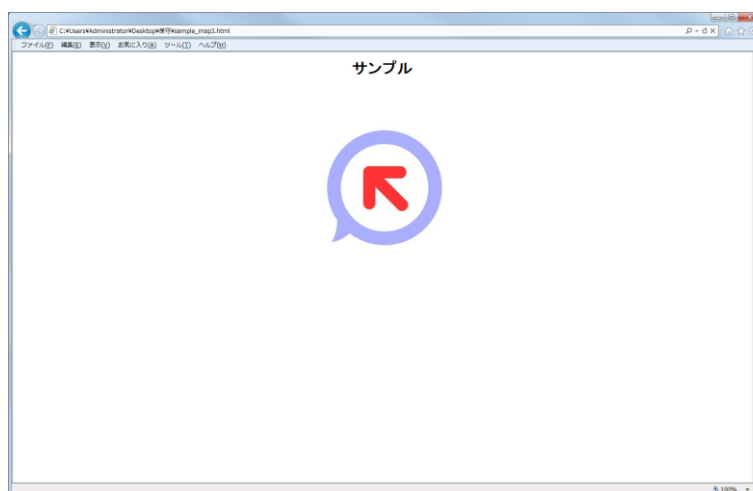 C:¥Users¥Administrator¥Desktop¥保守¥sample_map3.html
ファイル(F) 編集(E) 表示(V) お気に入り(A) ツール(T) ヘルプ(H)
サンプル
100%